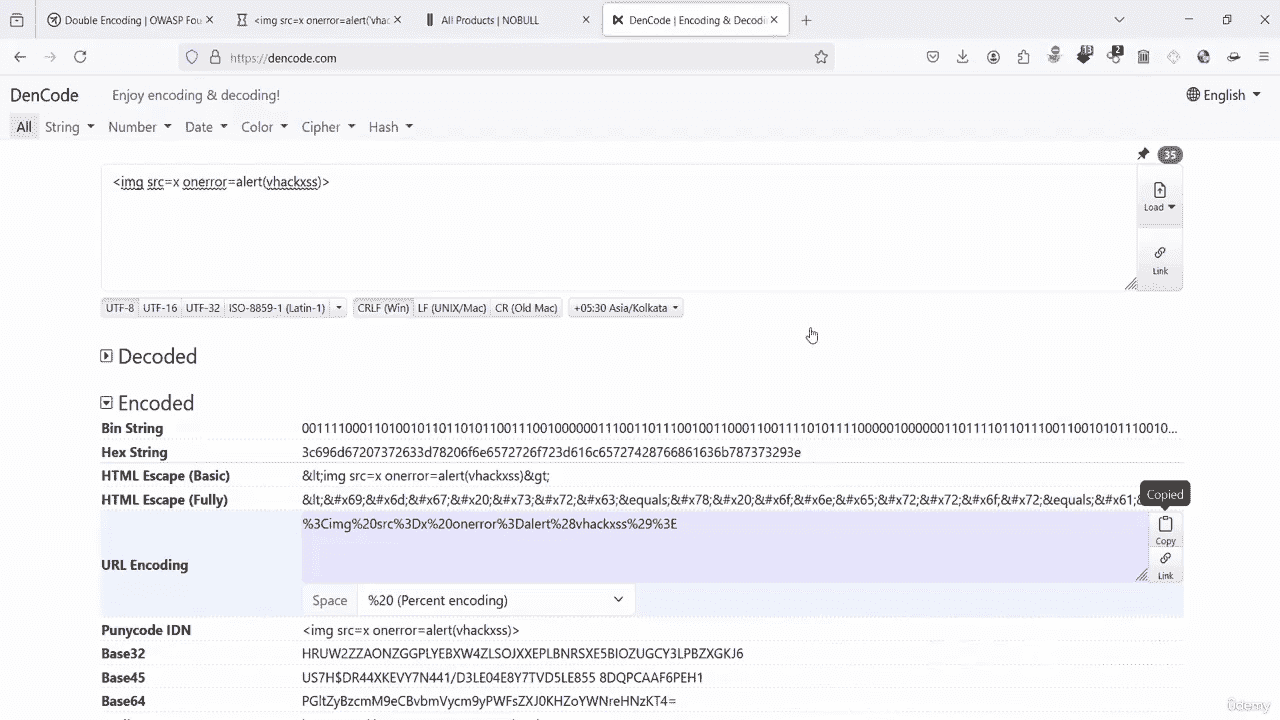 Double Encoding | OWASP Fou
<img src=x onerror=alert('vhac
All Products | NOBULL
DenCode | Encoding & Decodi
https://dencode.com
13
2
DenCode
Enjoy encoding & decoding!
English
All String Number Date Color Cipher Hash
35
<img src=x onerror=alert(vhackxss)>
Load
Link
UTF-8 UTF-16 UTF-32 ISO-8859-1 (Latin-1) CRLF (Win) LF (UNIX/Mac) CR (Old Mac) +05:30 Asia/Kolkata
Decoded
Encoded
Bin String
Hex String 3c696d67207372633d78206f6e6572726f723d616c65727428766861636b787373293e
HTML Escape (Basic) &lt;img src=x onerror=alert(vhackxss)&gt;
HTML Escape (Fully) &lt;&#x69;&#x6d;&#x67;&#x20;&#x73;&#x72;&#x63;&equals;&#x78;&#x20;&#x6f;&#x6e;&#x65;&#x72;&#x72;&#x6f;&#x72;&equals;&#x61;&
Copied
%3Cimg%20src%3Dx%20onerror%3Dalert%28vhackxss%29%3E
Copy
URL Encoding
Link
Space %20 (Percent encoding)
Punycode IDN <img src=x onerror=alert(vhackxss)>
Base32 HRUW2ZZAONZGGPLYEBXW4ZLSOJXXEPLBNRSXE5BIOZUGCY3LPBZXGKJ6
Base45 US7H$DR44XKEVY7N441/D3LE04E8Y7TVD5LE855 8DQPCAAF6PEH1
Base64 PGltZyBzcmM9eCBvbmVycm9yPWFsZXJ0KHZoYWNreHNzKT4=
Udemy